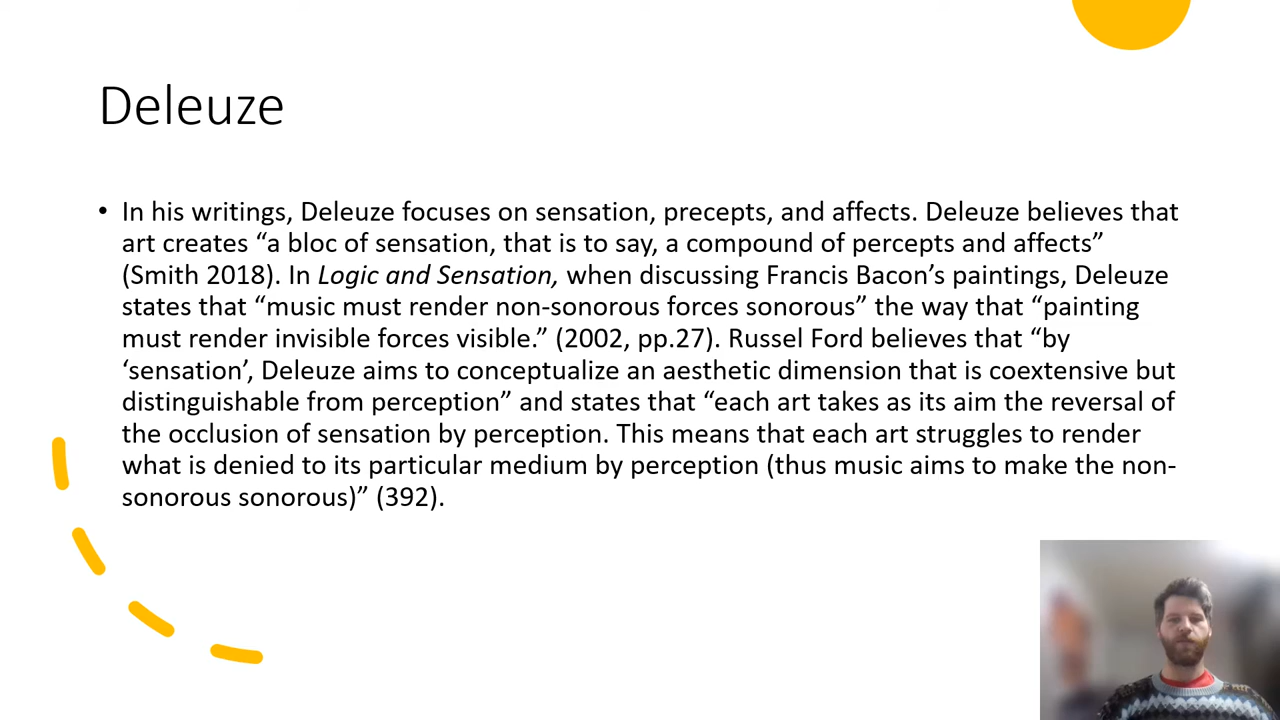 Deleuze
• In his writings, Deleuze focuses on sensation, precepts, and affects. Deleuze believes that
art creates “a bloc of sensation, that is to say, a compound of percepts and affects”
(Smith 2018). In Logic and Sensation, when discussing Francis Bacon’s paintings, Deleuze
states that “music must render non-sonorous forces sonorous” the way that “painting
must render invisible forces visible.” (2002, pp.27). Russel Ford believes that “by
‘sensation’, Deleuze aims to conceptualize an aesthetic dimension that is coextensive but
distinguishable from perception” and states that “each art takes as its aim the reversal of
the occlusion of sensation by perception. This means that each art struggles to render
what is denied to its particular medium by perception (thus music aims to make the non-
sonorous sonorous)” (392).